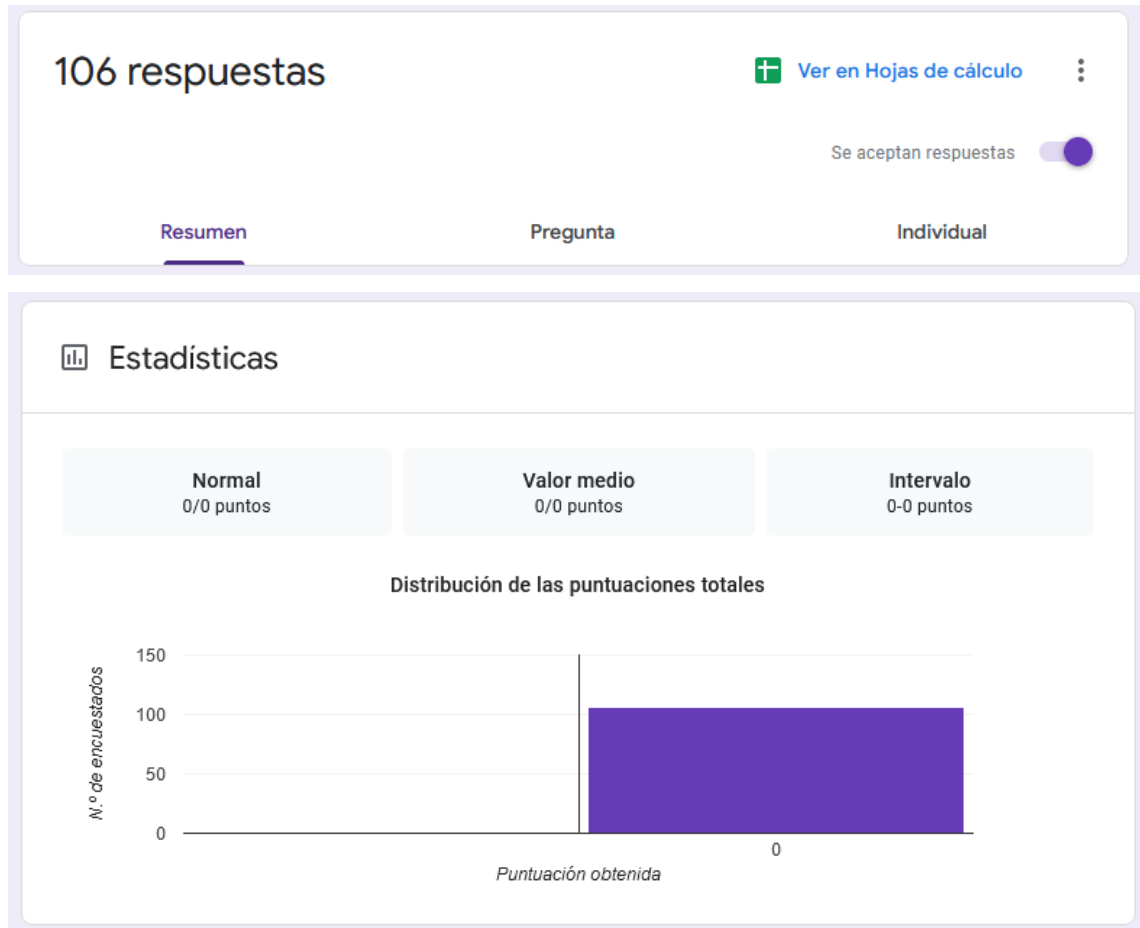 106 respuestas
Ver en Hojas de cálculo
Se aceptan respuestas
Resumen
Pregunta
Individual
Estadísticas
Normal
0/0 puntos
Valor medio
0/0 puntos
Intervalo
0-0 puntos
Distribución de las puntuaciones totales
N.º de encuestados
150
100
50
0
0
Puntuación obtenida